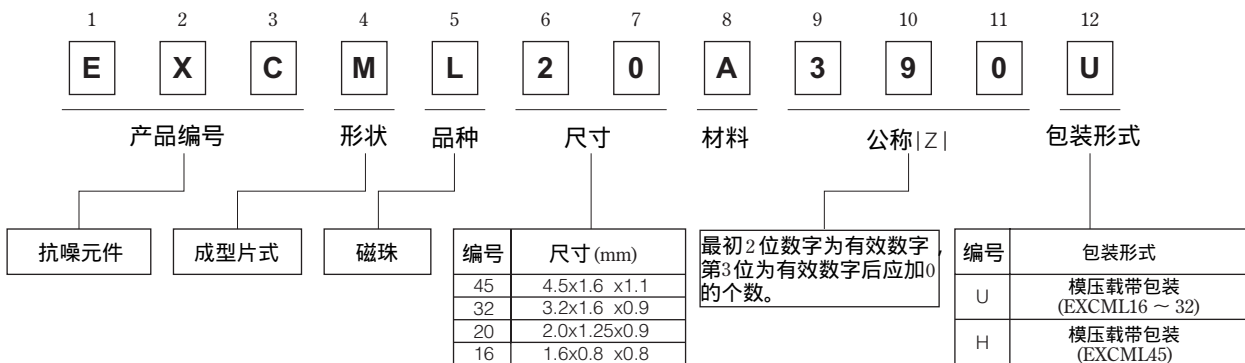 1 2 3 4 5 6 7 8 9 10 11 12
E X C M L 2 0 A 3 9 0 U
产品编号 形状 品种 尺寸 材料 公称|Z| 包装形式
抗噪元件 成型片式 磁珠
编号 尺寸(mm)
45 4.5x1.6 x1.1
32 3.2x1.6 x0.9
20 2.0x1.25x0.9
16 1.6x0.8 x0.8
最初2位数字为有效数字,
第3位为有效数字后应加0
的个数。
编号 包装形式
U 模压载带包装
(EXCML16 ～ 32)
H 模压载带包装
(EXCML45)